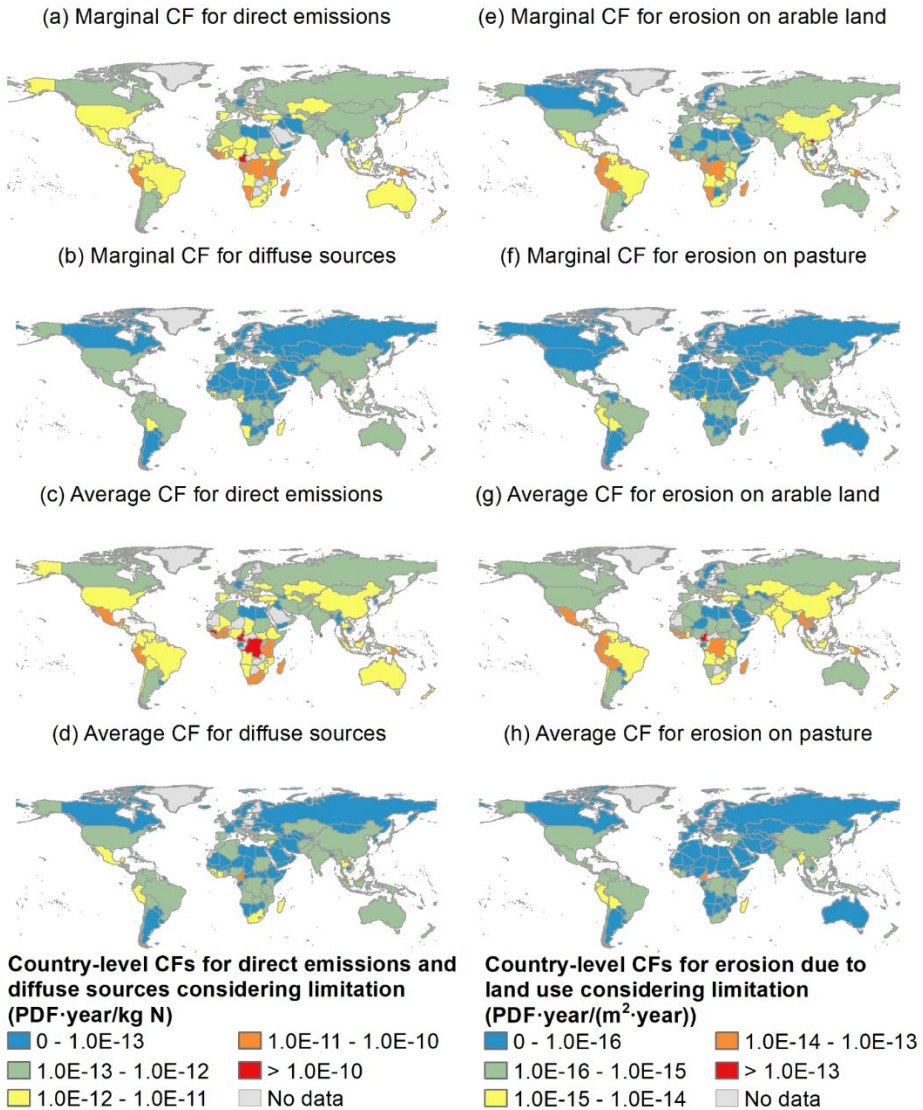 (a) Marginal CF for direct emissions
(e) Marginal CF for erosion on arable land
(b) Marginal CF for diffuse sources
(f) Marginal CF for erosion on pasture
(c) Average CF for direct emissions
(g) Average CF for erosion on arable land
(d) Average CF for diffuse sources
(h) Average CF for erosion on pasture
Country-level CFs for direct emissions and
diffuse sources considering limitation
(PDF·year/kg N)
0 - 1.0E-13
1.0E-13 - 1.0E-12
1.0E-12 - 1.0E-11
1.0E-11 - 1.0E-10
> 1.0E-10
No data
Country-level CFs for erosion due to
land use considering limitation
(PDF·year/(m²·year))
0 - 1.0E-16
1.0E-16 - 1.0E-15
1.0E-15 - 1.0E-14
1.0E-14 - 1.0E-13
> 1.0E-13
No data